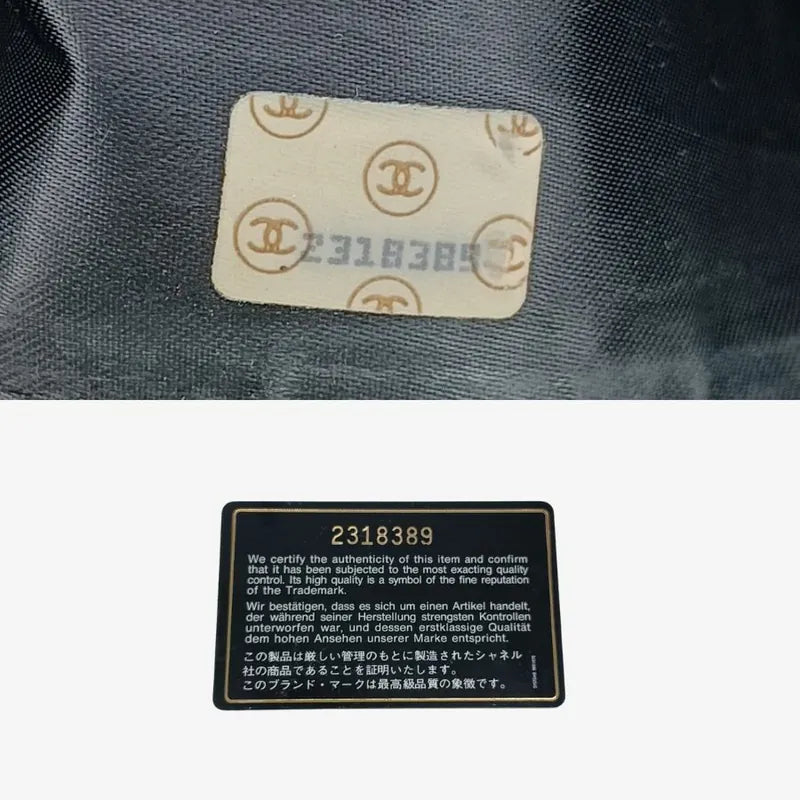 2318389
2318389
We certify the authenticity of this item and confirm
that it has been subjected to the most exacting quality
control. Its high quality is a symbol of the fine reputation
of the Trademark.
Wir bestätigen, dass es sich um einen Artikel handelt,
der während seiner Herstellung strengsten Kontrollen
unterworfen war, und dessen erstklassige Qualität
dem hohen Ansehen unserer Marke entspricht.
この製品は厳しい管理のもとに製造されたシャネル
社の商品であることを証明いたします。
このブランド・マークは最高級品質の象徴です。